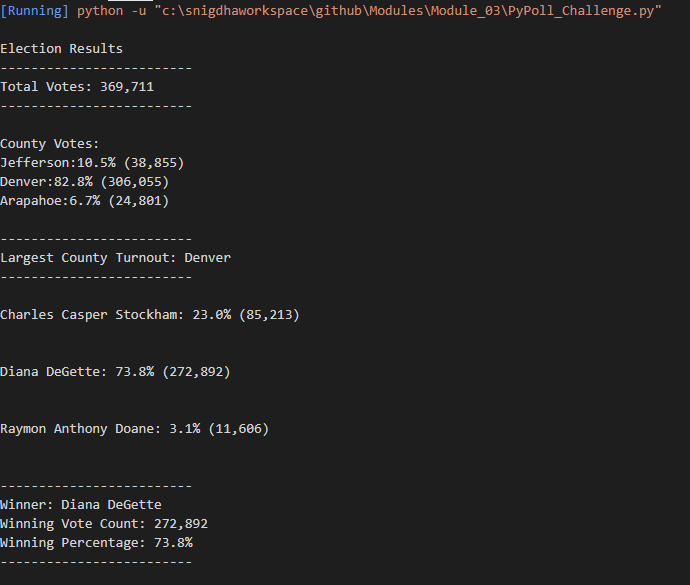 [Running] python -u "c:\snigdhaworkspace\github\Modules\Module_03\PyPoll_Challenge.py"
Election Results
-------------------------
Total Votes: 369,711
-------------------------
County Votes:
Jefferson:10.5% (38,855)
Denver:82.8% (306,055)
Arapahoe:6.7% (24,801)
-------------------------
Largest County Turnout: Denver
-------------------------
Charles Casper Stockham: 23.0% (85,213)
Diana DeGette: 73.8% (272,892)
Raymon Anthony Doane: 3.1% (11,606)
-------------------------
Winner: Diana DeGette
Winning Vote Count: 272,892
Winning Percentage: 73.8%
-------------------------